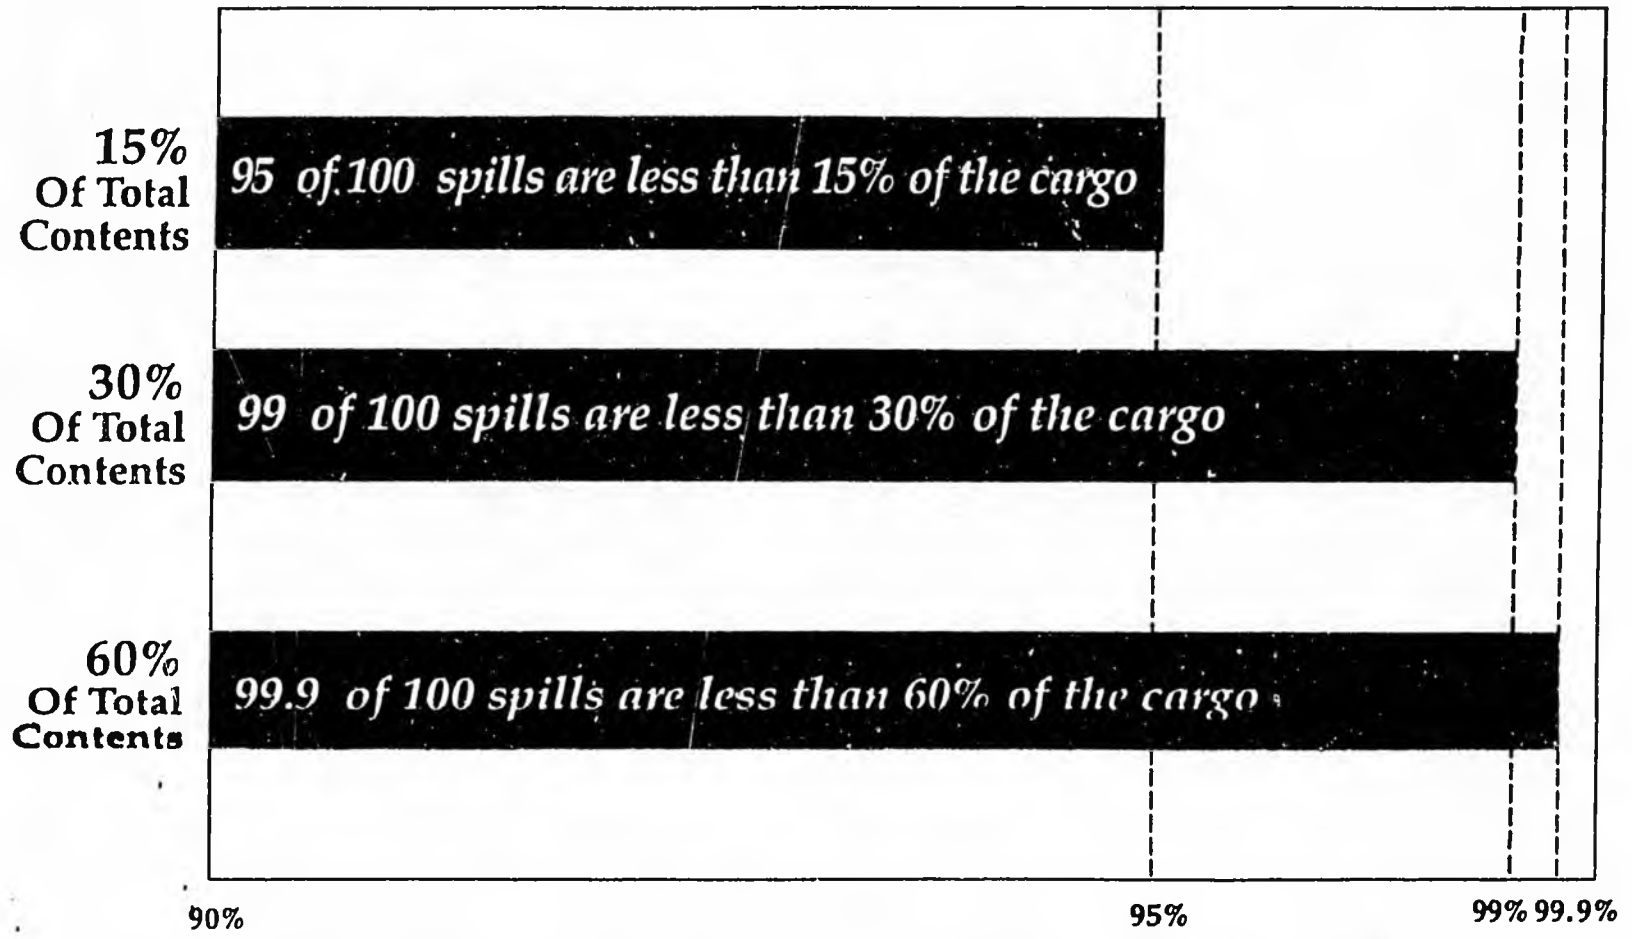 15%
Of Total
Contents
95 of 100 spills are less than 15% of the cargo
30%
Of Total
Contents
99 of 100 spills are less than 30% of the cargo
60%
Of Total
Contents
99.9 of 100 spills are less than 60% of the cargo
90% 95% 99% 99.9%